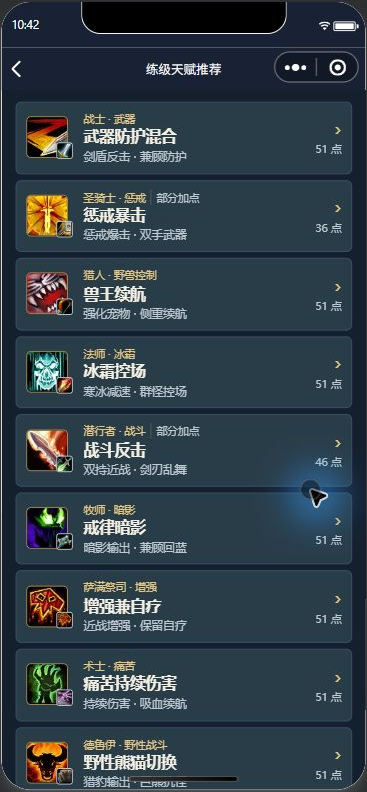 10:42
练级天赋推荐
战士 · 武器
武器防护混合
剑盾反击 · 兼顾防护
51 点
圣骑士 · 惩戒 部分加点
惩戒暴击
惩戒爆击 · 双手武器
36 点
猎人 · 野兽控制
兽王续航
强化宠物 · 侧重续航
51 点
法师 · 冰霜
冰霜控场
寒冰减速 · 群怪控场
51 点
潜行者 · 战斗 部分加点
战斗反击
双持近战 · 剑刃乱舞
46 点
牧师 · 暗影
戒律暗影
暗影输出 · 兼顾回蓝
51 点
萨满祭司 · 增强
增强兼自疗
近战增强 · 保留自疗
51 点
术士 · 痛苦
痛苦持续伤害
持续伤害 · 吸血续航
51 点
德鲁伊 · 野性战斗
野性熊猫切换
猎豹输出 · 巨熊抗性
51 点